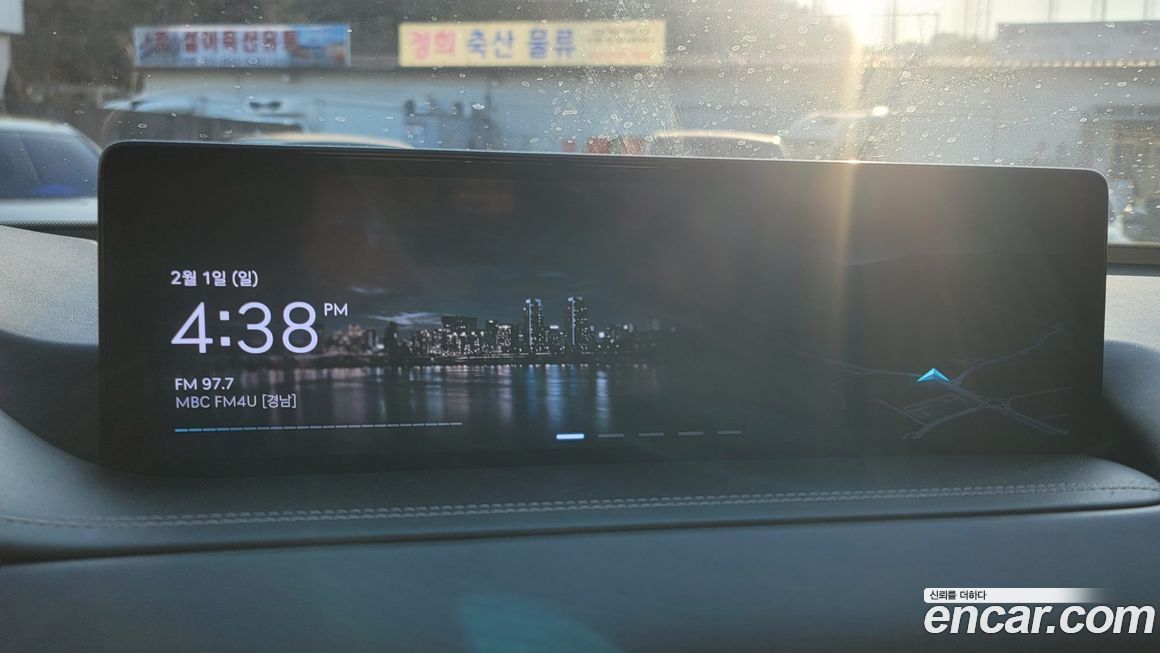 경희 축산 물류
2월 1일 (일)
4:38 PM
FM 97.7
MBC FM4U [경남]
신뢰를 더하다
encar.com